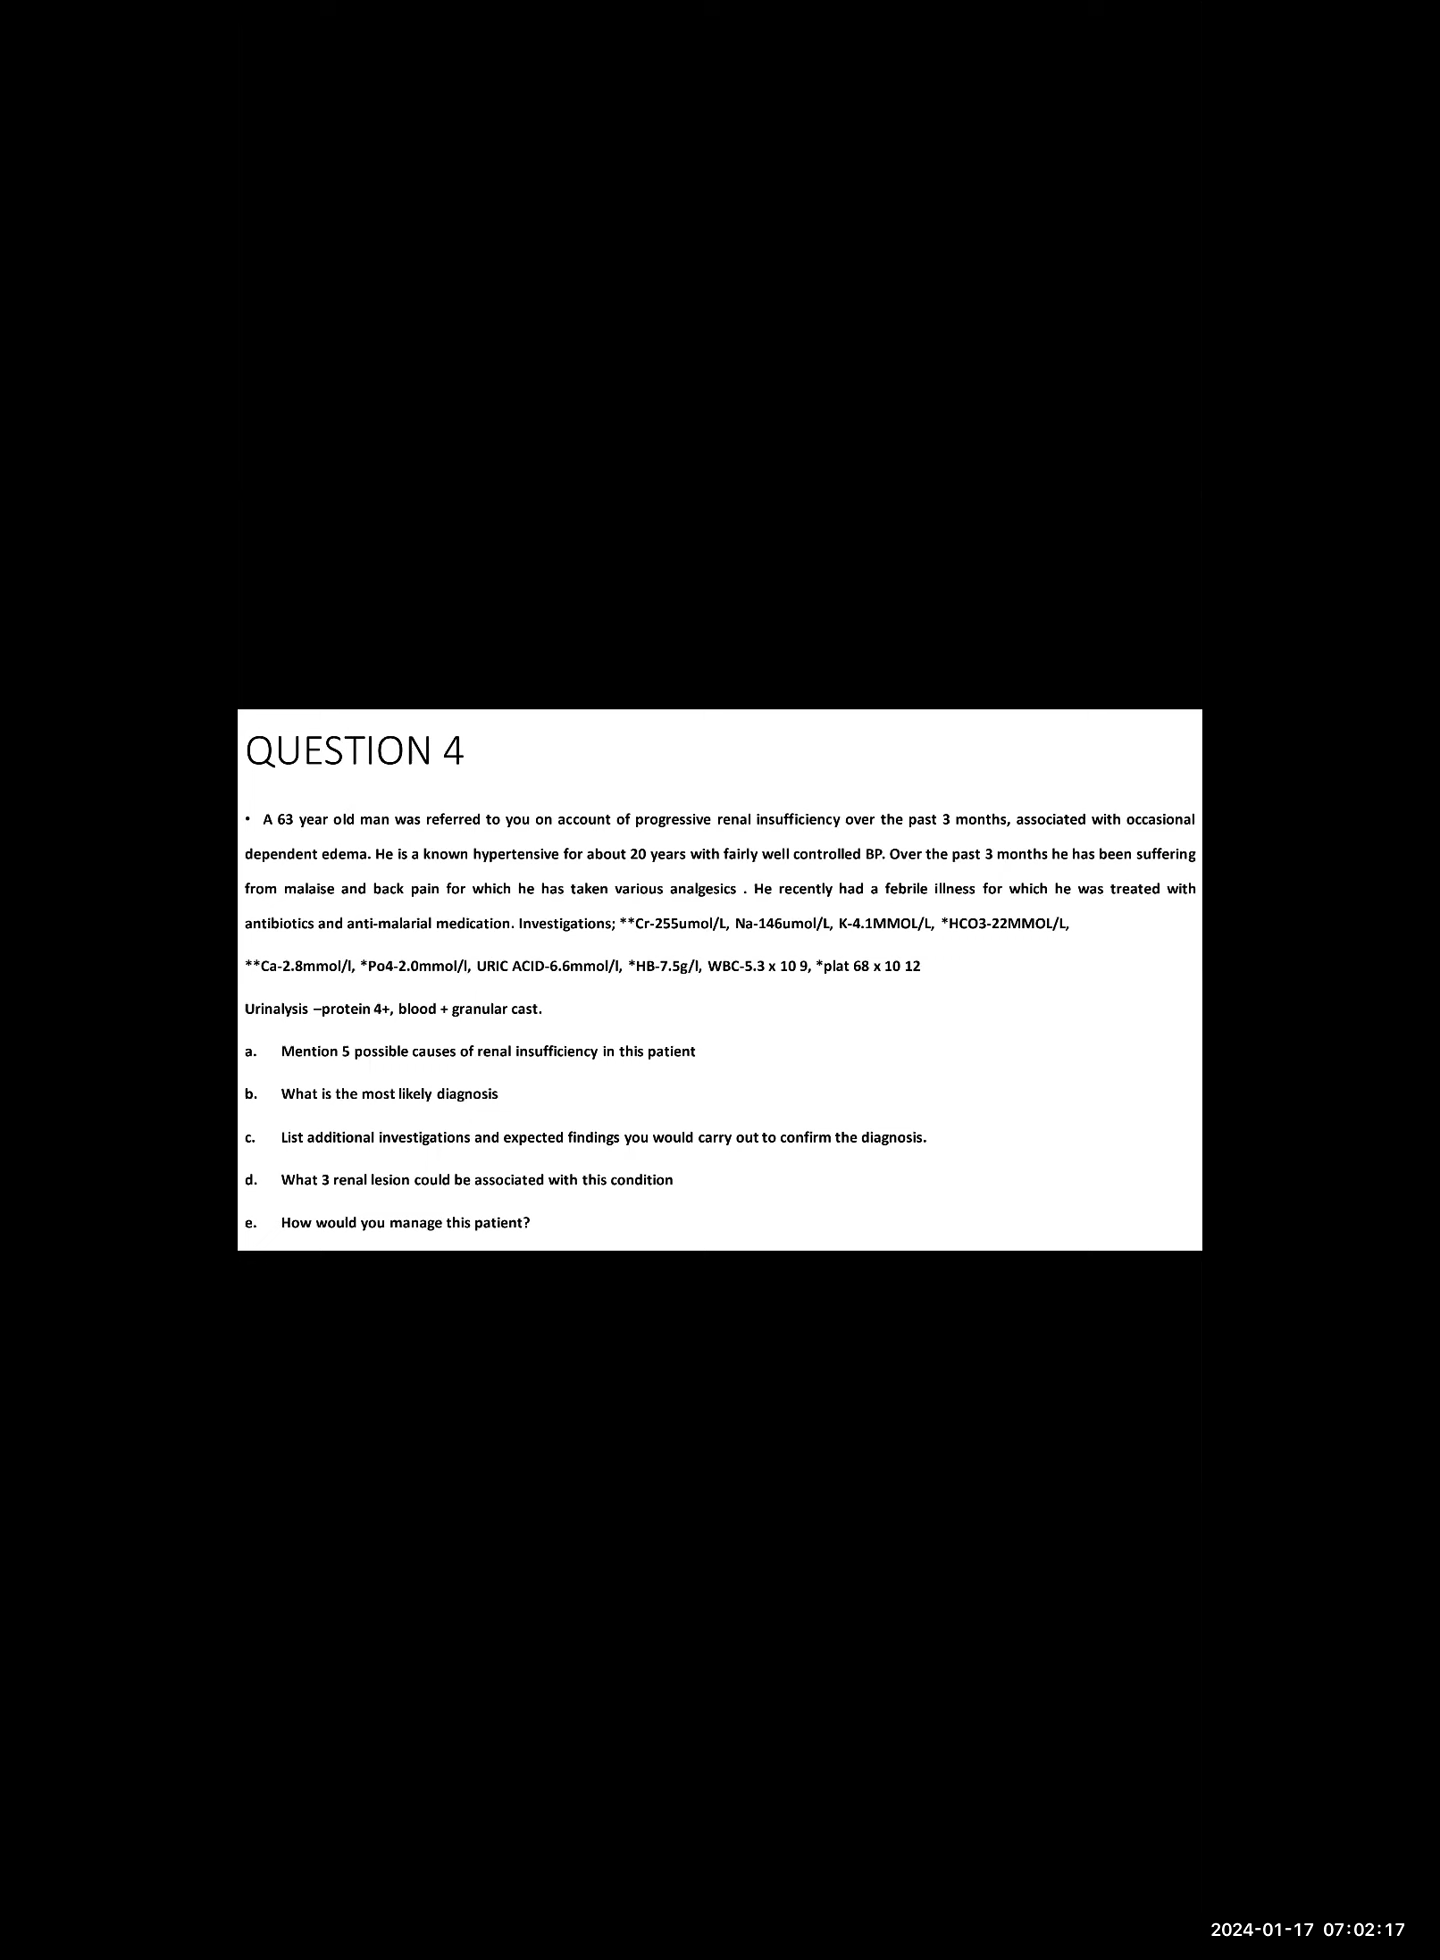 QUESTION 4
• A 63 year old man was referred to you on account of progressive renal insufficiency over the past 3 months, associated with occasional
dependent edema. He is a known hypertensive for about 20 years with fairly well controlled BP. Over the past 3 months he has been suffering
from malaise and back pain for which he has taken various analgesics . He recently had a febrile illness for which he was treated with
antibiotics and anti-malarial medication. Investigations; **Cr-255umol/L, Na-146umol/L, K-4.1MMOL/L, *HCO3-22MMOL/L,
**Ca-2.8mmol/l, *Po4-2.0mmol/l, URIC ACID-6.6mmol/l, *HB-7.5g/l, WBC-5.3 x 10 9, *plat 68 x 10 12
Urinalysis –protein 4+, blood + granular cast.
a. Mention 5 possible causes of renal insufficiency in this patient
b. What is the most likely diagnosis
c. List additional investigations and expected findings you would carry out to confirm the diagnosis.
d. What 3 renal lesion could be associated with this condition
e. How would you manage this patient?
2024-01-17 07:02:17